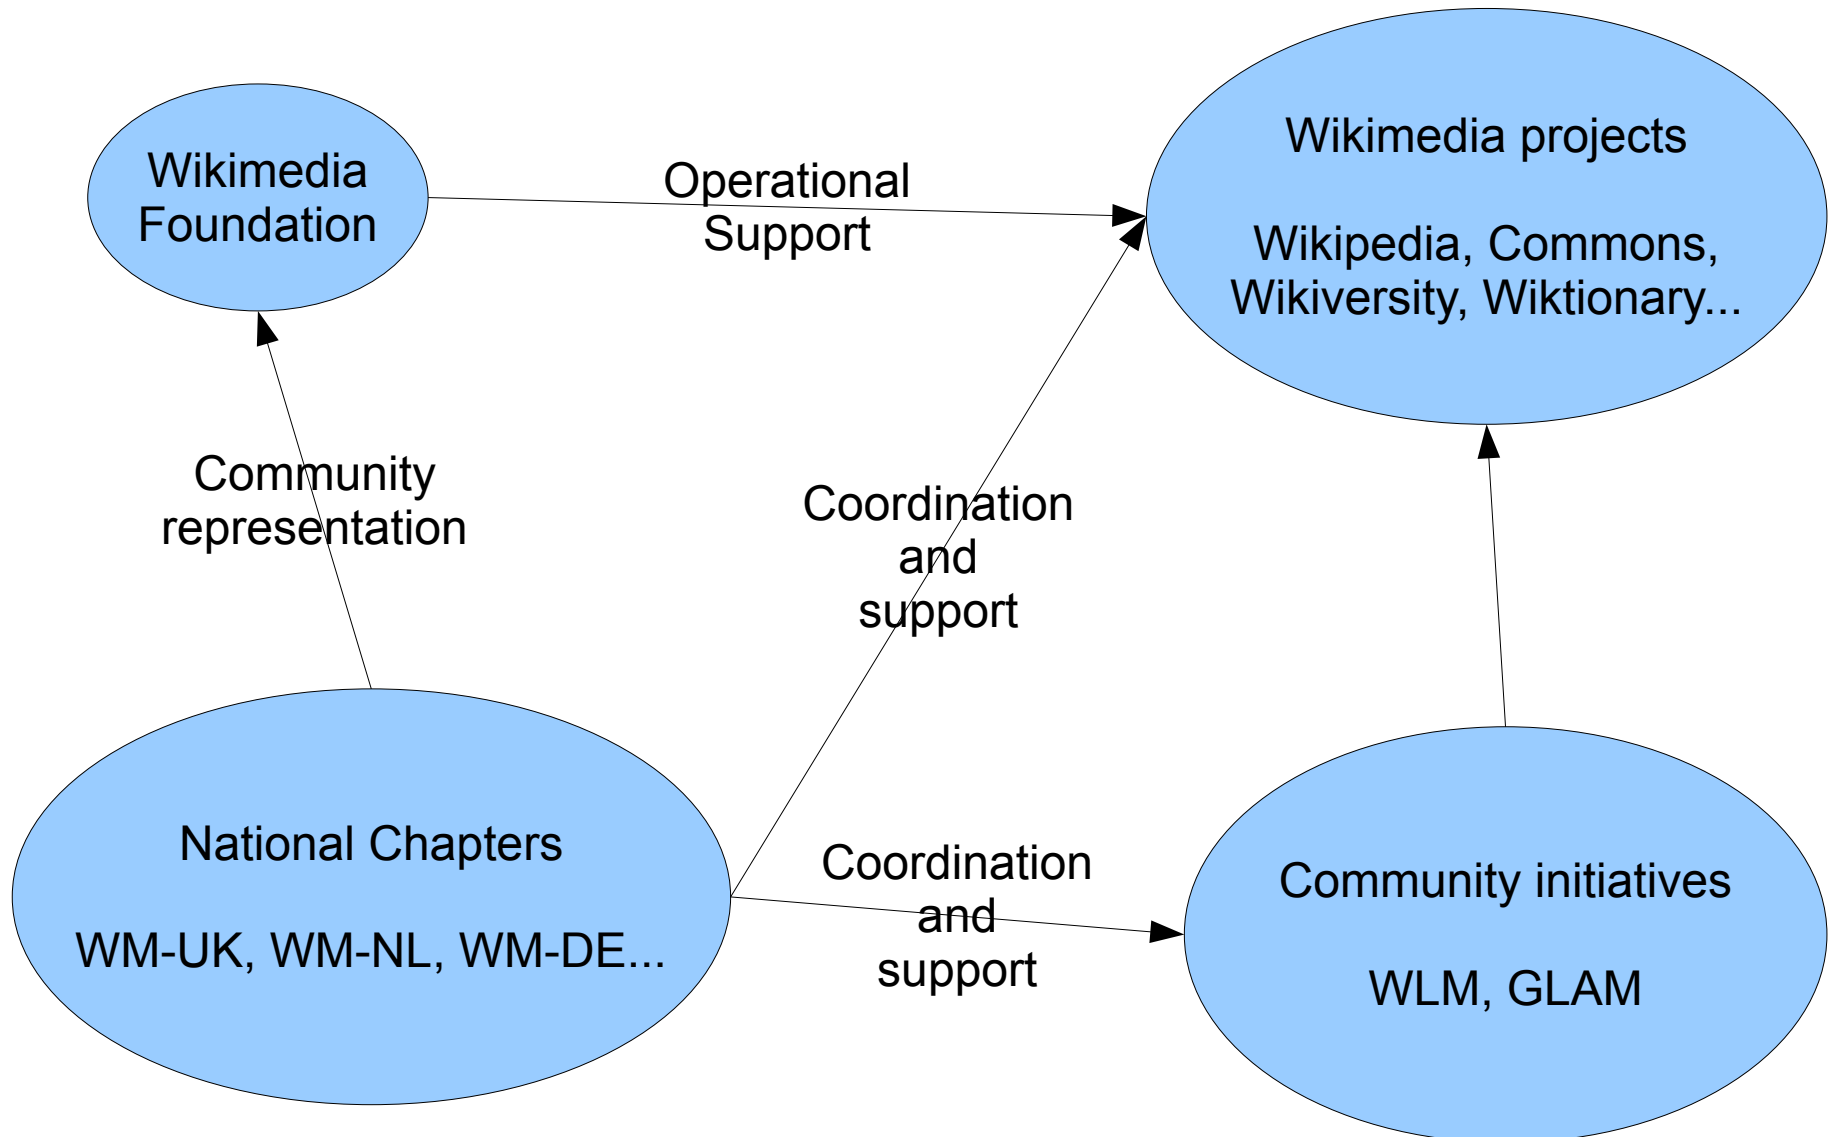 Wikimedia
Foundation
Operational
Support
Wikimedia projects
Wikipedia, Commons,
Wikiversity, Wiktionary...
Community
representation
Coordination
and
support
National Chapters
WM-UK, WM-NL, WM-DE...
Coordination
and
support
Community initiatives
WLM, GLAM